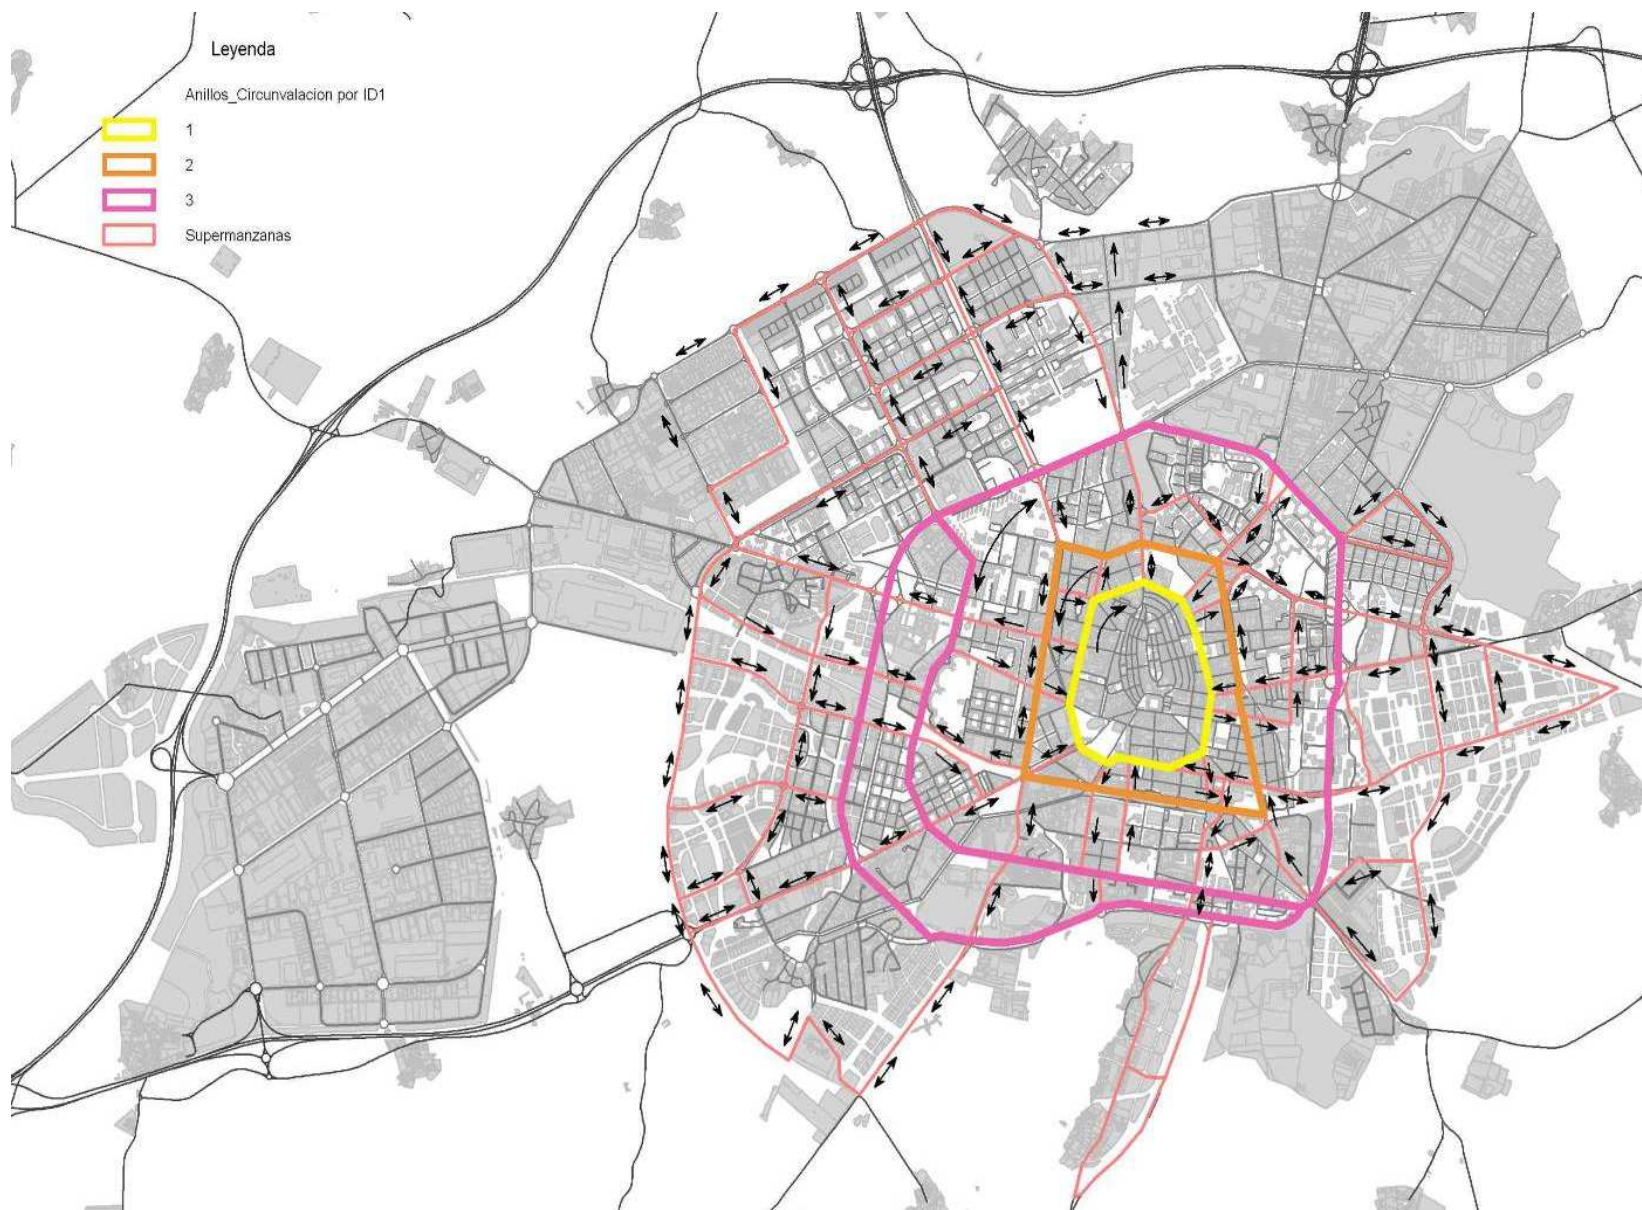 Leyenda
Anillos_Circunvalacion por ID1
1
2
3
Supermanzanas